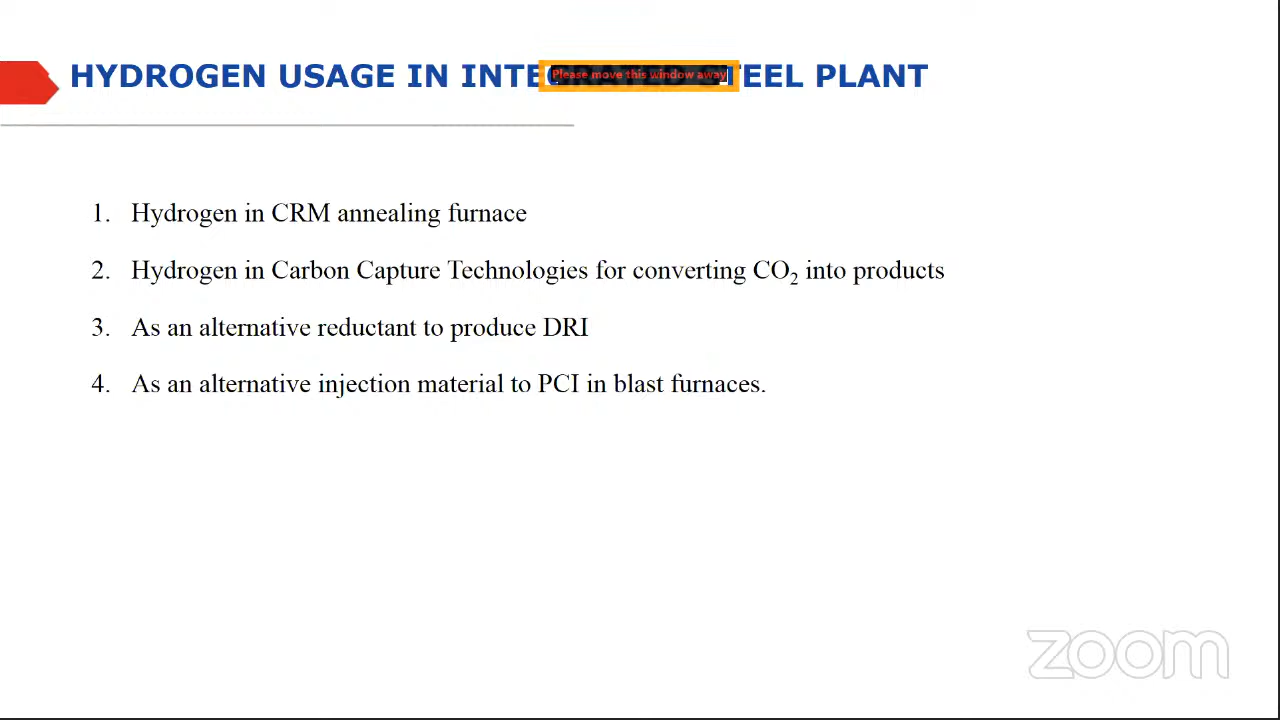 HYDROGEN USAGE IN INTEGRATED STEEL PLANT
Please move this window away
1. Hydrogen in CRM annealing furnace
2. Hydrogen in Carbon Capture Technologies for converting CO₂ into products
3. As an alternative reductant to produce DRI
4. As an alternative injection material to PCI in blast furnaces.
zoom